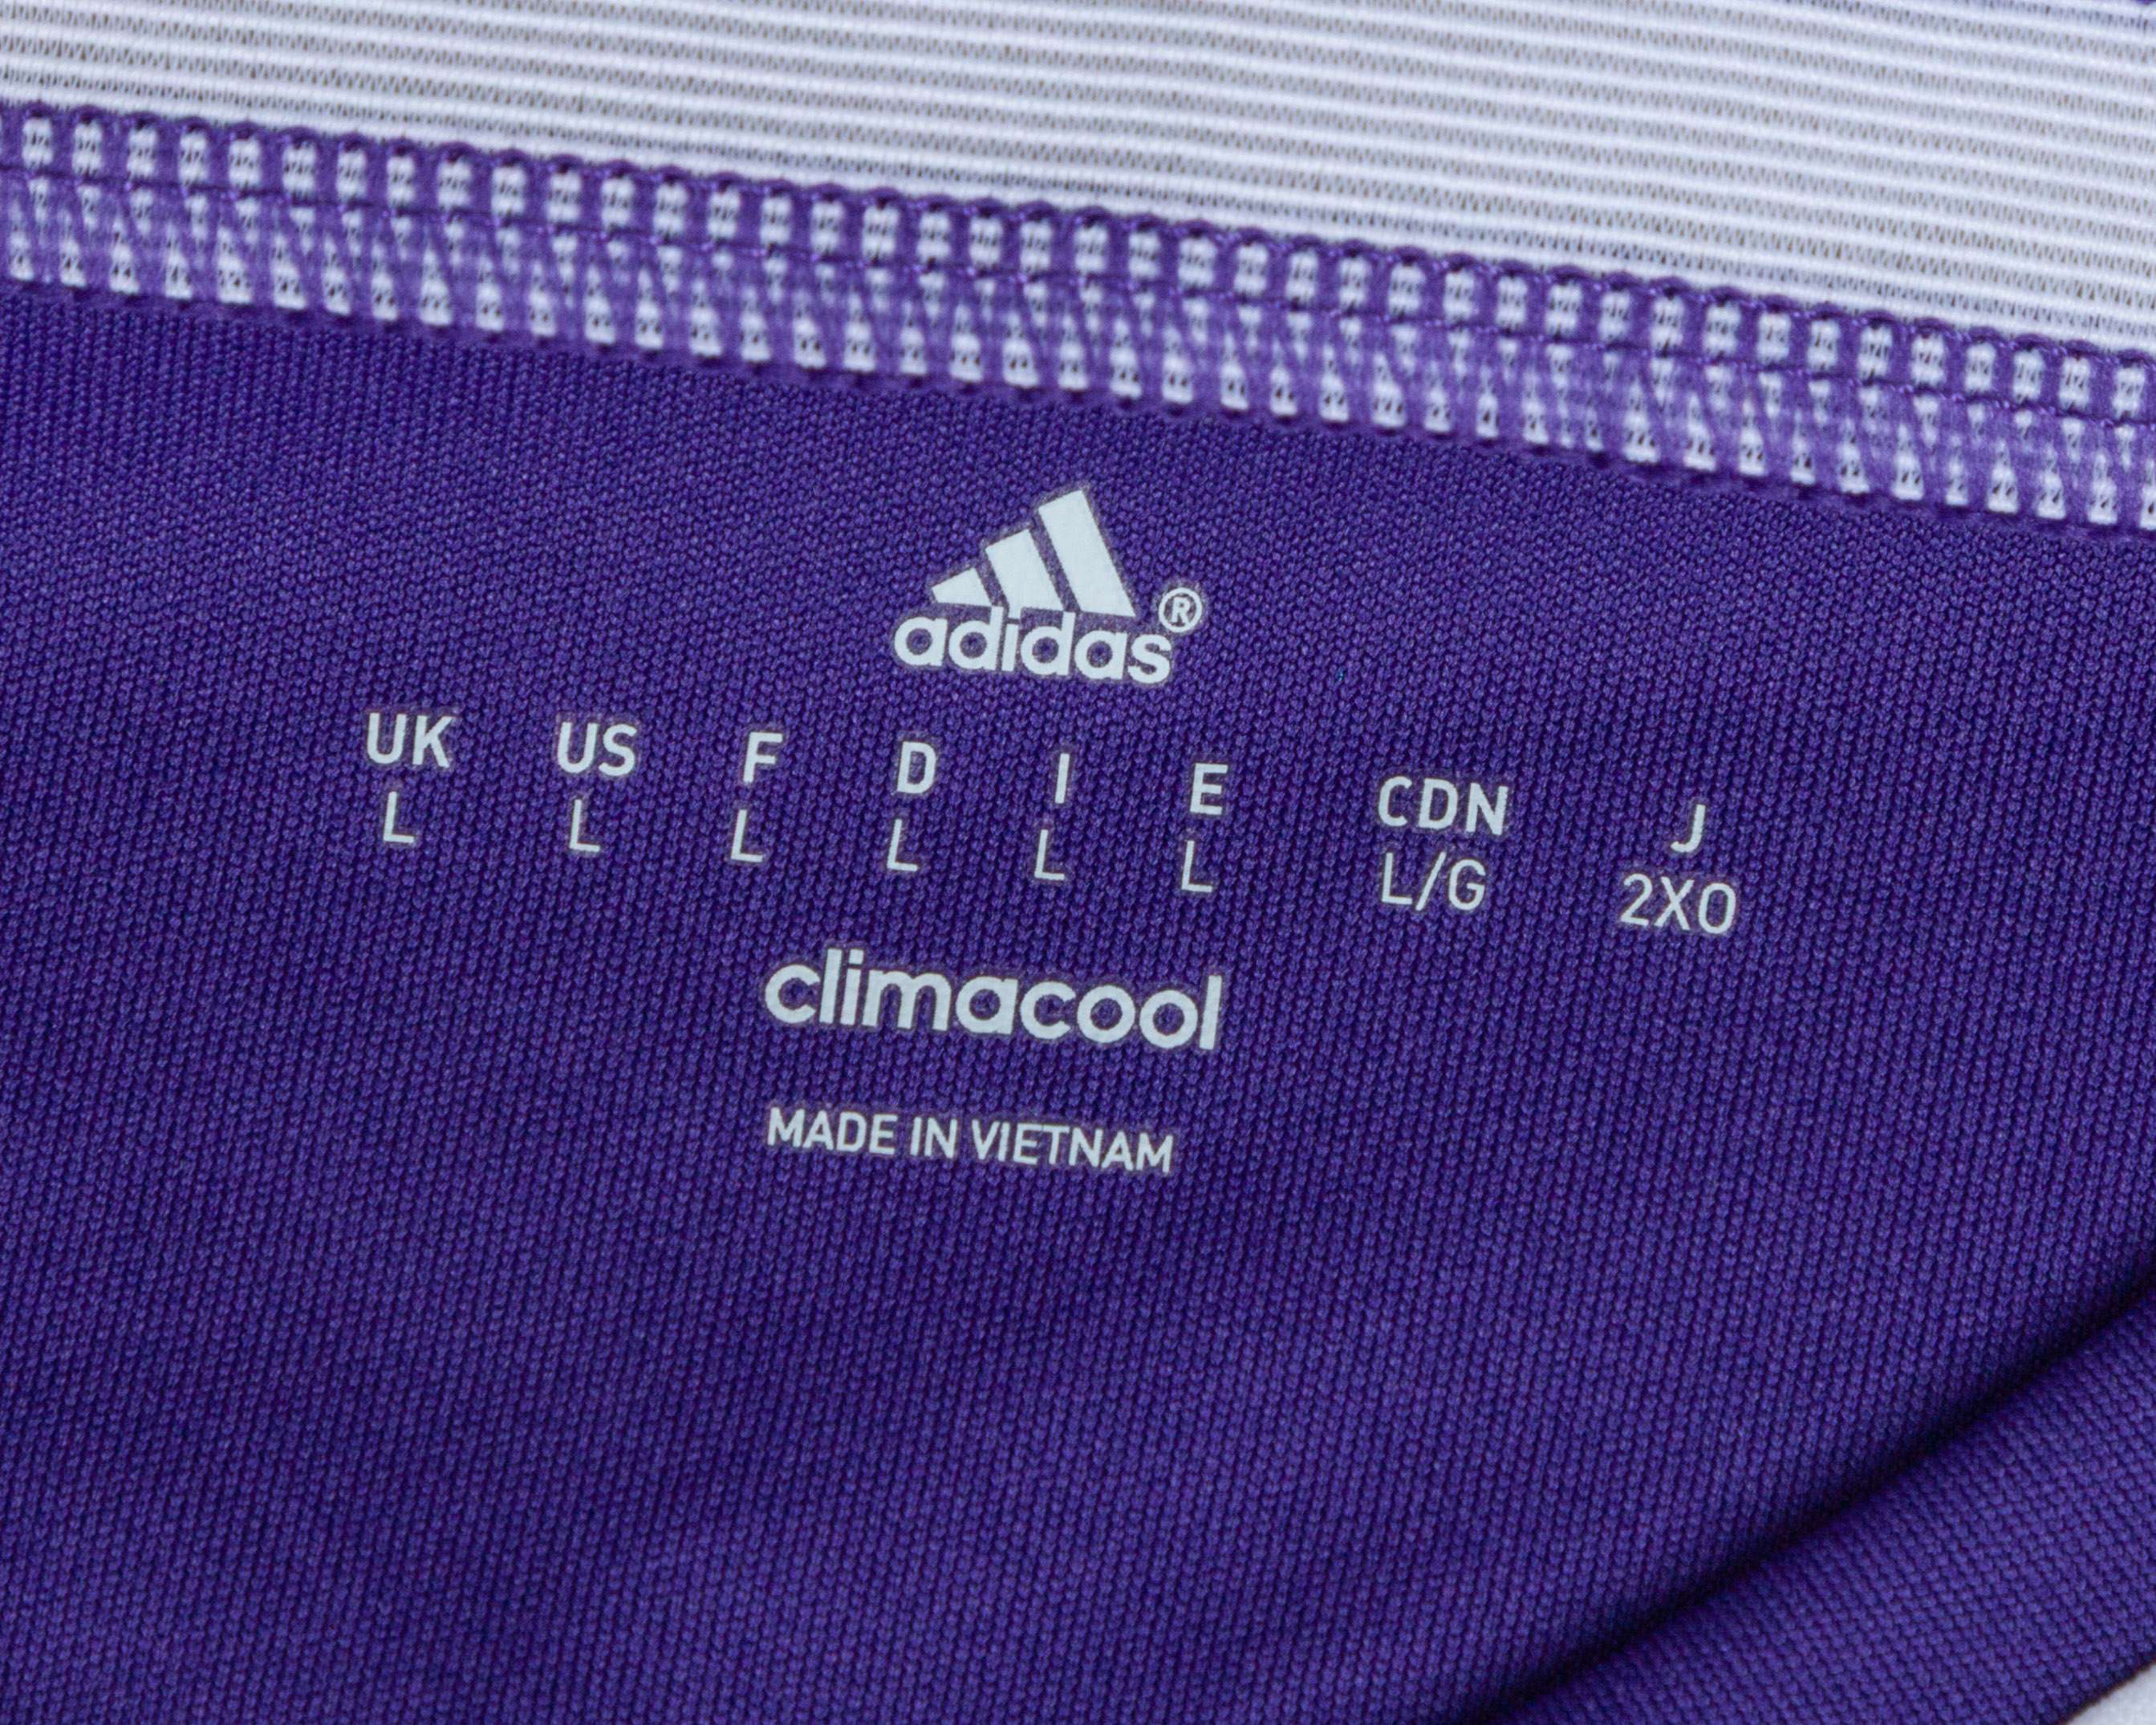 adidas®
UK US F D I E CDN J
L L L L L L L/G 2XO
climacool
MADE IN VIETNAM